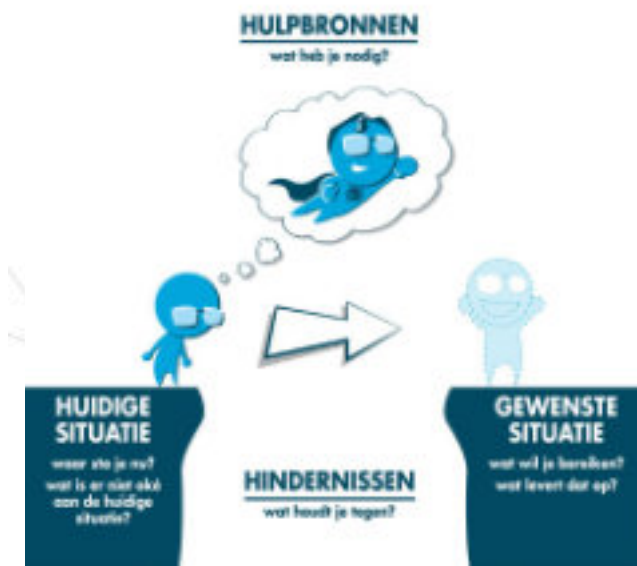 HULPBRONNEN
wat heb je nodig?
HUIDIGE
SITUATIE
waar sta je nu?
wat is er niet oké
aan de huidige
situatie?
HINDERNISSEN
wat houdt je tegen?
GEWENSTE
SITUATIE
wat wil je bereiken?
wat levert dat op?